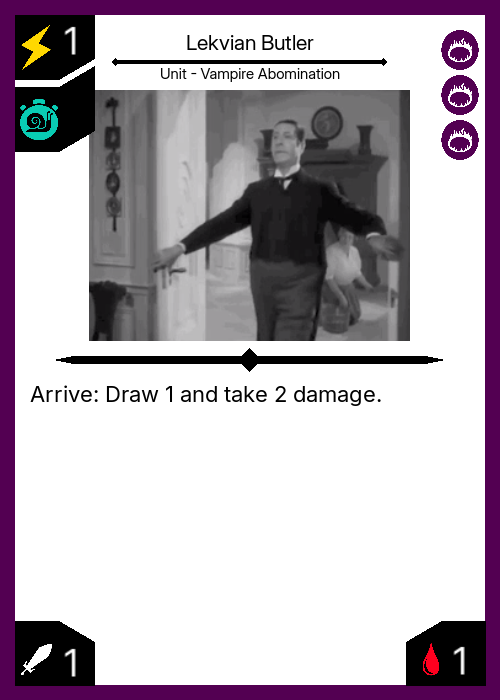 1
Lekvian Butler
Unit - Vampire Abomination
Arrive: Draw 1 and take 2 damage.
1
1